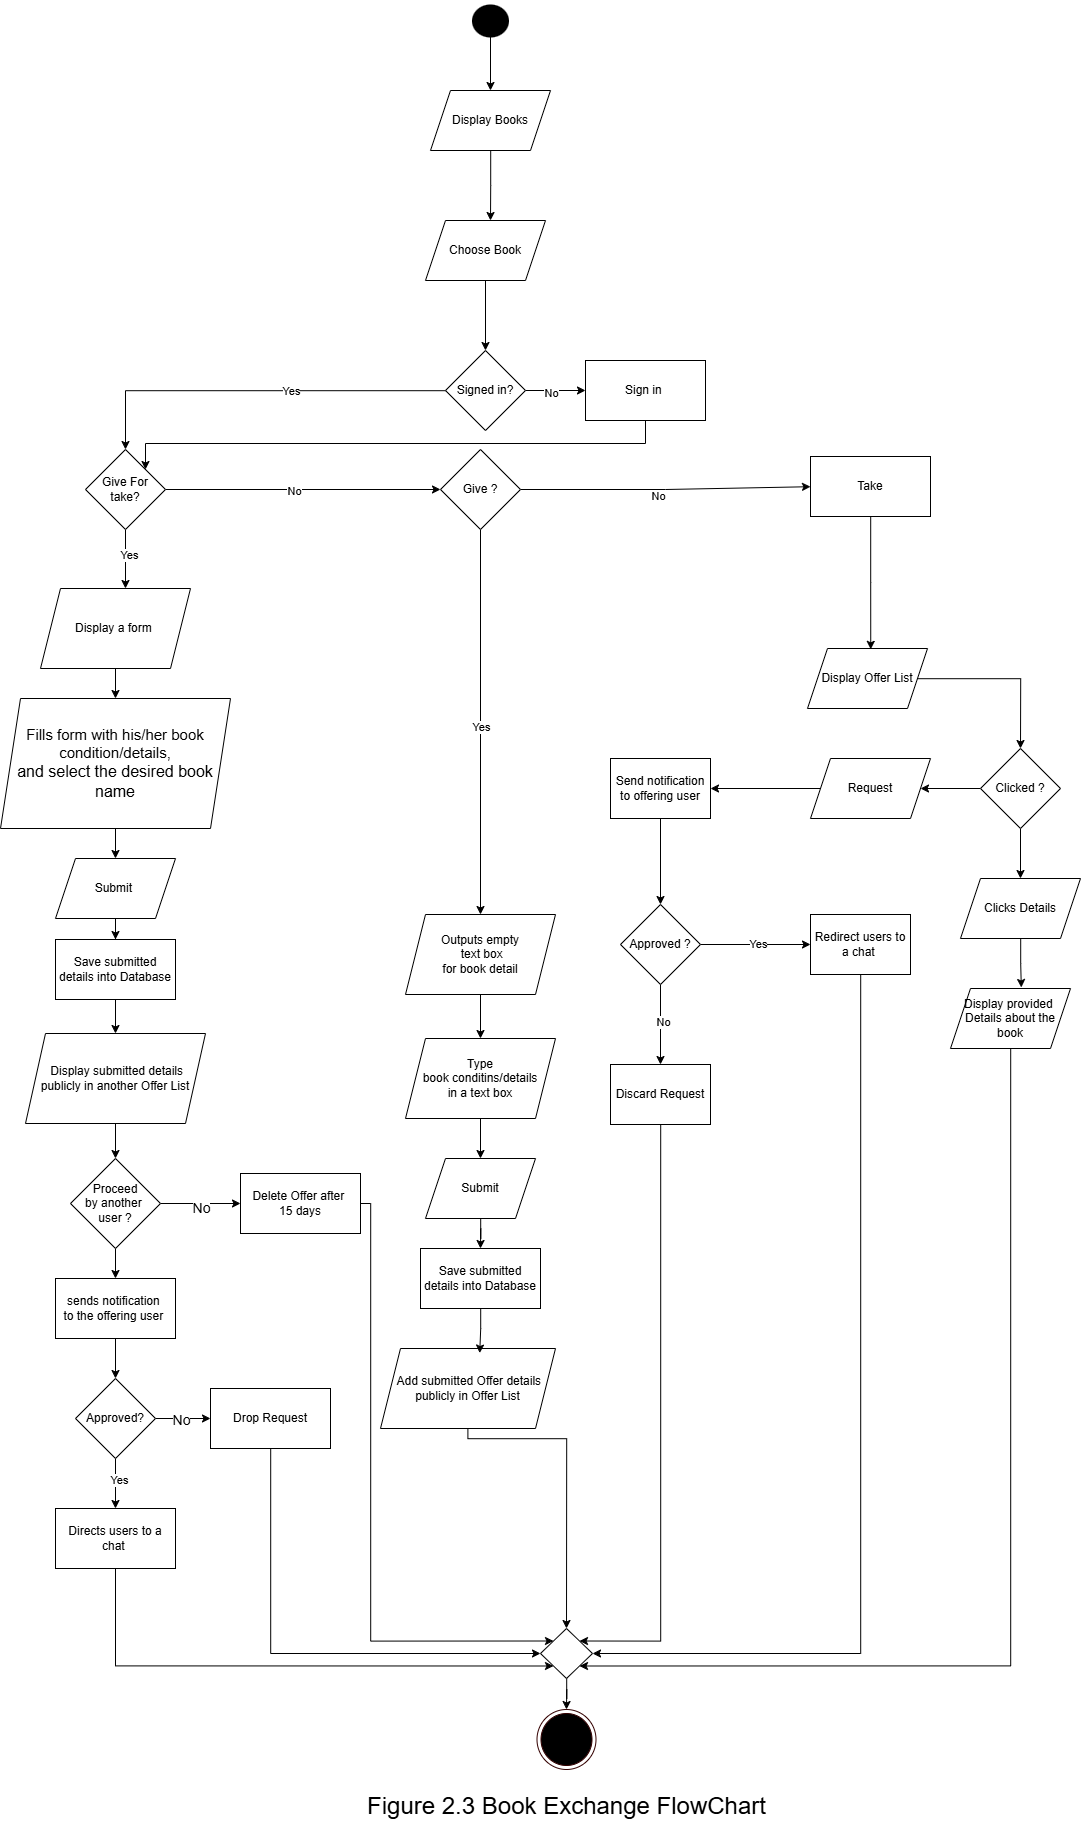 Display Books
Choose Book
Signed in?
Yes
No
Sign in
Give For
take?
No
Give ?
No
Take
Yes
Display a form
Fills form with his/her book
condition/details,
and select the desired book
name
Submit
Save submitted
details into Database
Display submitted details
publicly in another Offer List
Proceed
by another
user ?
No
Delete Offer after
15 days
sends notification
to the offering user
Approved?
No
Drop Request
Yes
Directs users to a
chat
Yes
Outputs empty
text box
for book detail
Type
book conditins/details
in a text box
Submit
Save submitted
details into Database
Add submitted Offer details
publicly in Offer List
Display Offer List
Clicked ?
Request
Send notification
to offering user
Approved ?
Yes
Redirect users to
a chat
No
Discard Request
Clicks Details
Display provided
Details about the
book
Figure 2.3 Book Exchange FlowChart